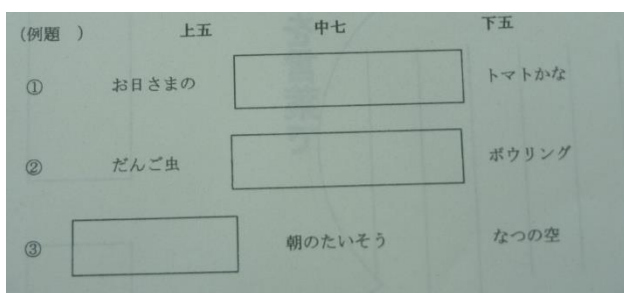 （例題　）　上五　中七　下五
①　お日さまの　トマトかな
②　だんご虫　ボウリング
③　朝のたいそう　なつの空